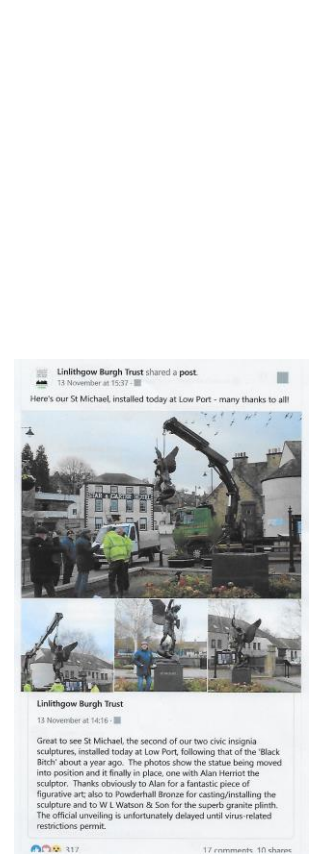 Linlithgow Burgh Trust shared a post.
13 November at 15:37 ·
Here's our St Michael, installed today at Low Port - many thanks to all!
STAR & GARTER HOTEL
Linlithgow Burgh Trust
13 November at 14:16 ·
Great to see St Michael, the second of our two civic insignia
sculptures, installed today at Low Port, following that of the 'Black
Bitch' about a year ago. The photos show the statue being moved
into position and it finally in place, one with Alan Herriot the
sculptor. Thanks obviously to Alan for a fantastic piece of
figurative art; also to Powderhall Bronze for casting/installing the
sculpture and to W L Watson & Son for the superb granite plinth.
The official unveiling is unfortunately delayed until virus-related
restrictions permit.
317
17 comments 10 shares